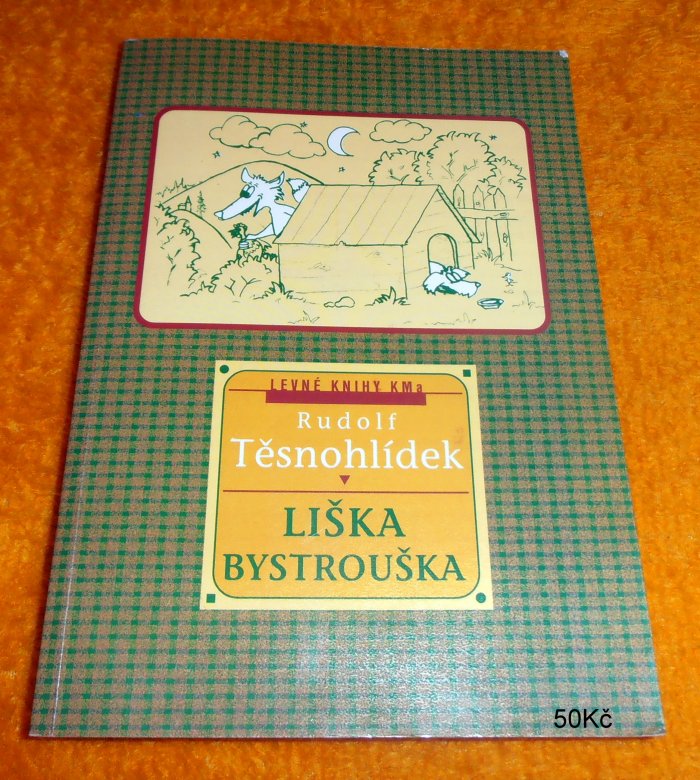 LEVNÉ KNIHY KMa
Rudolf
Těsnohlídek
LIŠKA
BYSTROUŠKA
50Kč